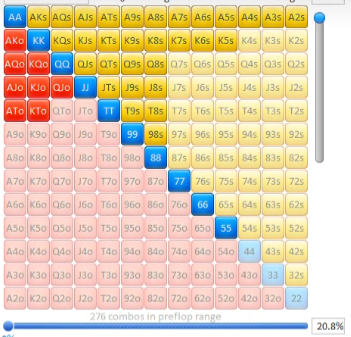 AA AKs AQs AJs ATs A9s A8s A7s A6s A5s A4s A3s A2s
AKo KK KQs KJs KTs K9s K8s K7s K6s K5s K4s K3s K2s
AQo KQo QQ QJs QTs Q9s Q8s Q7s Q6s Q5s Q4s Q3s Q2s
AJo KJo QJo JJ JTs J9s J8s J7s J6s J5s J4s J3s J2s
ATo KTo QTo JTo TT T9s T8s T7s T6s T5s T4s T3s T2s
A9o K9o Q9o J9o T9o 99 98s 97s 96s 95s 94s 93s 92s
A8o K8o Q8o J8o T8o 98o 88 87s 86s 85s 84s 83s 82s
A7o K7o Q7o J7o T7o 97o 87o 77 76s 75s 74s 73s 72s
A6o K6o Q6o J6o T6o 96o 86o 76o 66 65s 64s 63s 62s
A5o K5o Q5o J5o T5o 95o 85o 75o 65o 55 54s 53s 52s
A4o K4o Q4o J4o T4o 94o 84o 74o 64o 54o 44 43s 42s
A3o K3o Q3o J3o T3o 93o 83o 73o 63o 53o 43o 33 32s
A2o K2o Q2o J2o T2o 92o 82o 72o 62o 52o 42o 32o 22
276 combos in preflop range
20.8%